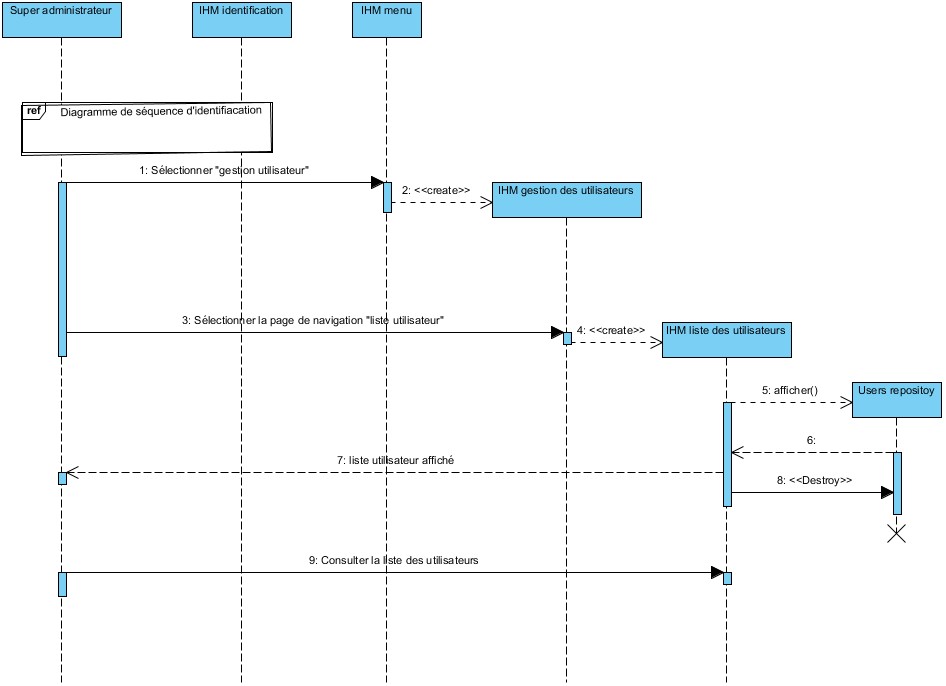 Super administrateur
IHM identification
IHM menu
ref
Diagramme de séquence d'identifiacation
1: Sélectionner "gestion utilisateur"
2: <<create>>
IHM gestion des utilisateurs
3: Sélectionner la page de navigation "liste utilisateur"
4: <<create>>
IHM liste des utilisateurs
5: afficher()
Users repositoy
6:
7: liste utilisateur affiché
8: <<Destroy>>
9: Consulter la liste des utilisateurs